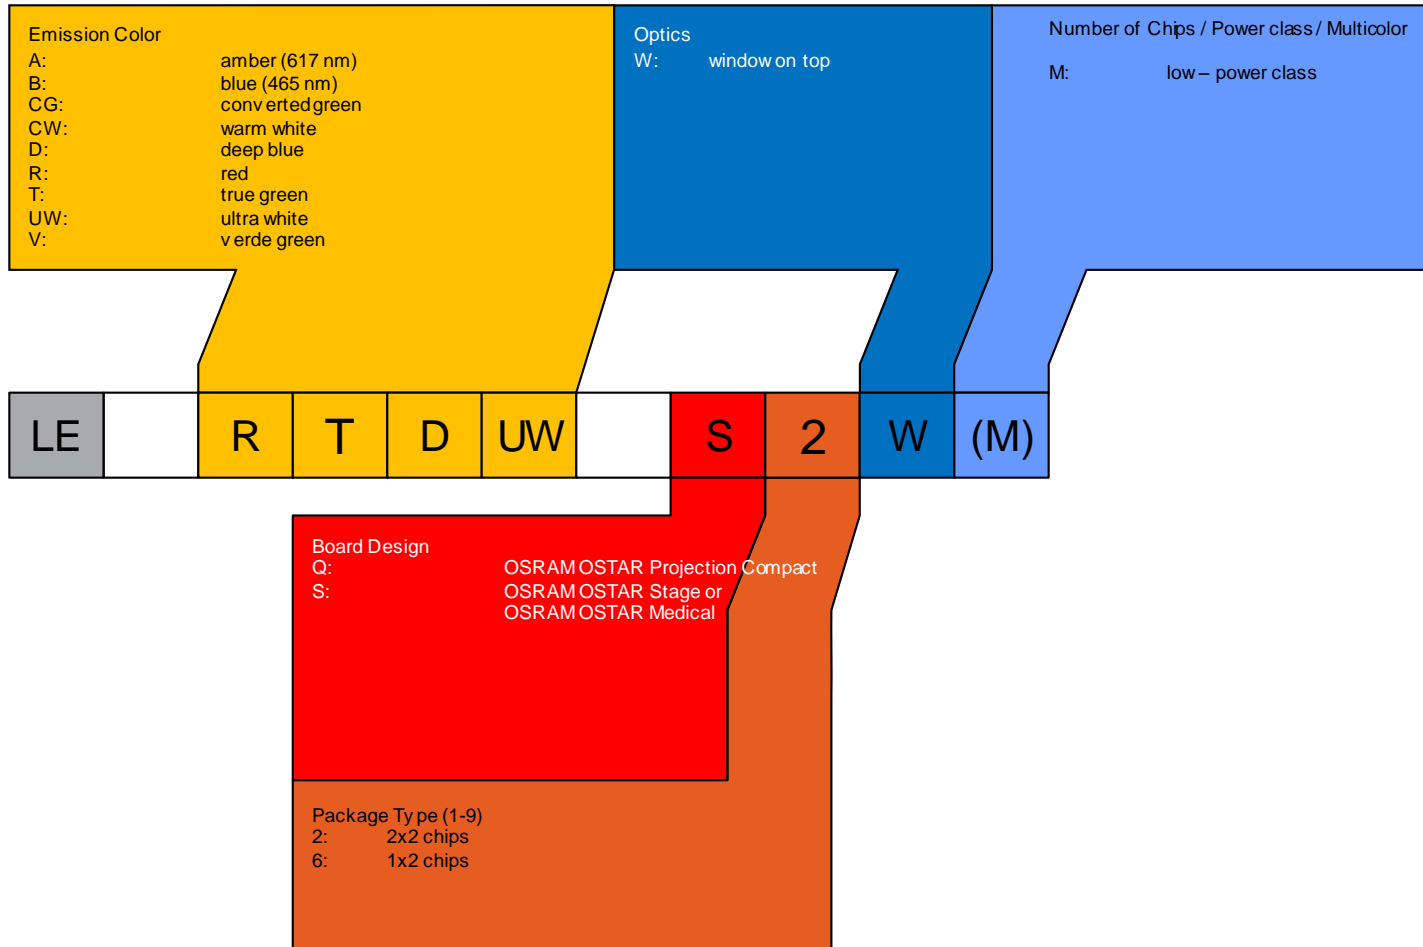 Emission Color
A: amber (617 nm)
B: blue (465 nm)
CG: converted green
CW: warm white
D: deep blue
R: red
T: true green
UW: ultra white
V: verde green
Optics
W: window on top
Number of Chips / Power class / Multicolor
M: low – power class
LE R T D UW S 2 W (M)
Board Design
Q: OSRAM OSTAR Projection Compact
S: OSRAM OSTAR Stage or
OSRAM OSTAR Medical
Package Type (1-9)
2: 2x2 chips
6: 1x2 chips